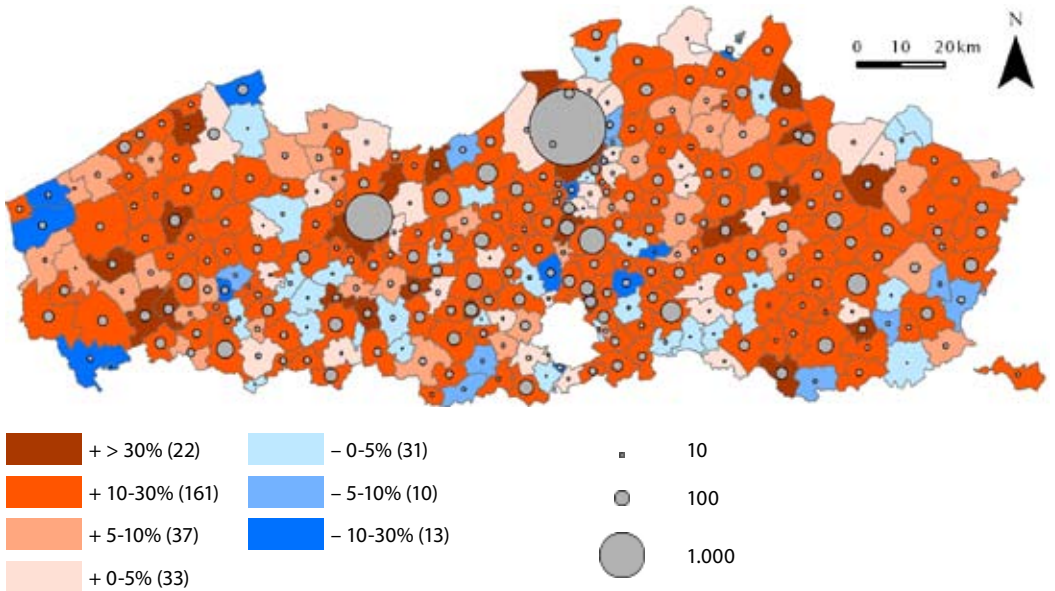 N
0 10 20 km
+ > 30% (22)
+ 10-30% (161)
+ 5-10% (37)
+ 0-5% (33)
– 0-5% (31)
– 5-10% (10)
– 10-30% (13)
10
100
1.000